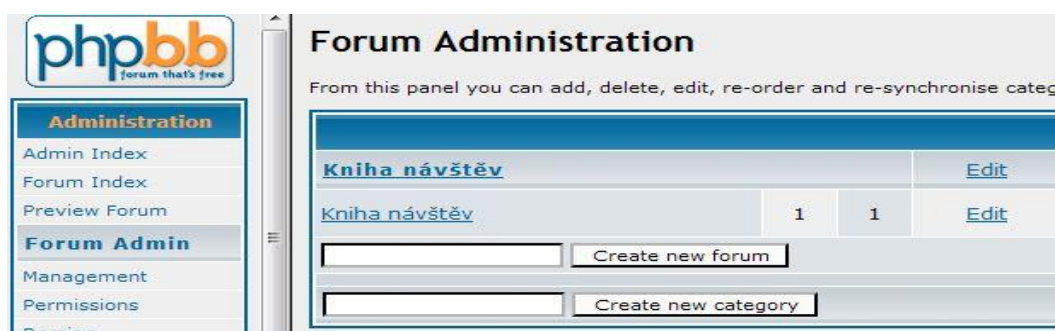 phpbb
forum that's free
Administration
Admin Index
Forum Index
Preview Forum
Forum Admin
Management
Permissions
Forum Administration
From this panel you can add, delete, edit, re-order and re-synchronise categ
Kniha návštěv Edit
Kniha návštěv 1 1 Edit
Create new forum
Create new category